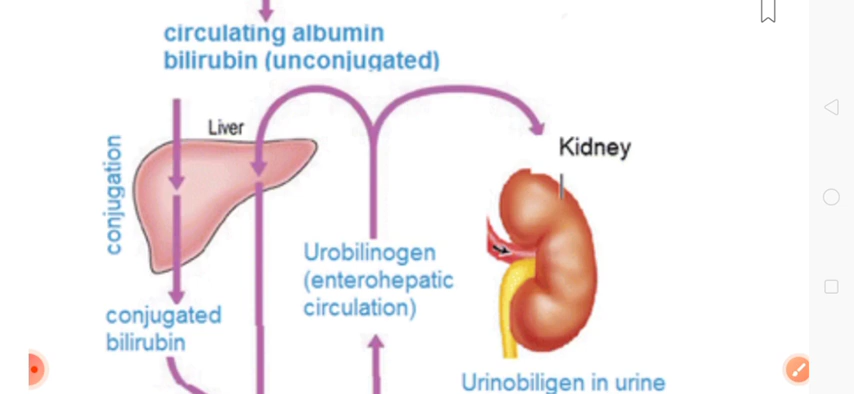 circulating albumin
bilirubin (unconjugated)
Liver
Kidney
conjugation
Urobilinogen
(enterohepatic
circulation)
conjugated
bilirubin
Urinobiligen in urine